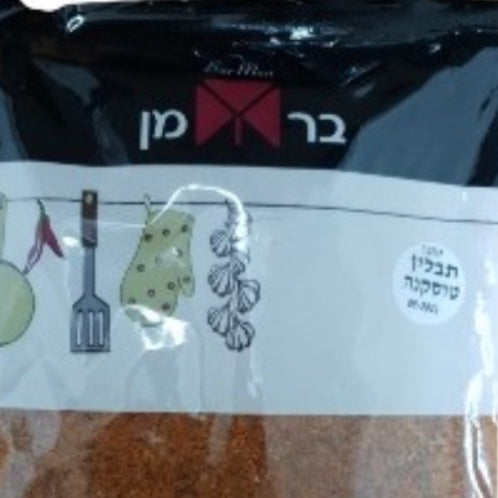 Bar Man
בר מן
תבלין
טוסקנה